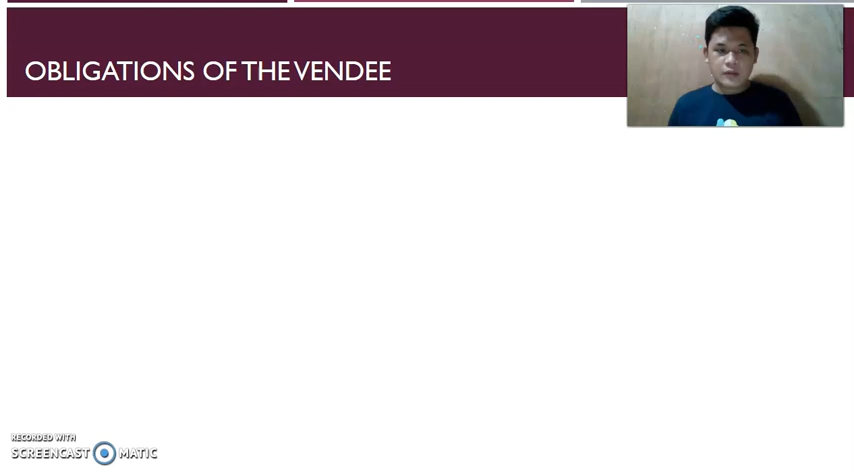 OBLIGATIONS OF THE VENDEE
RECORDED WITH
SCREENCAST MATIC